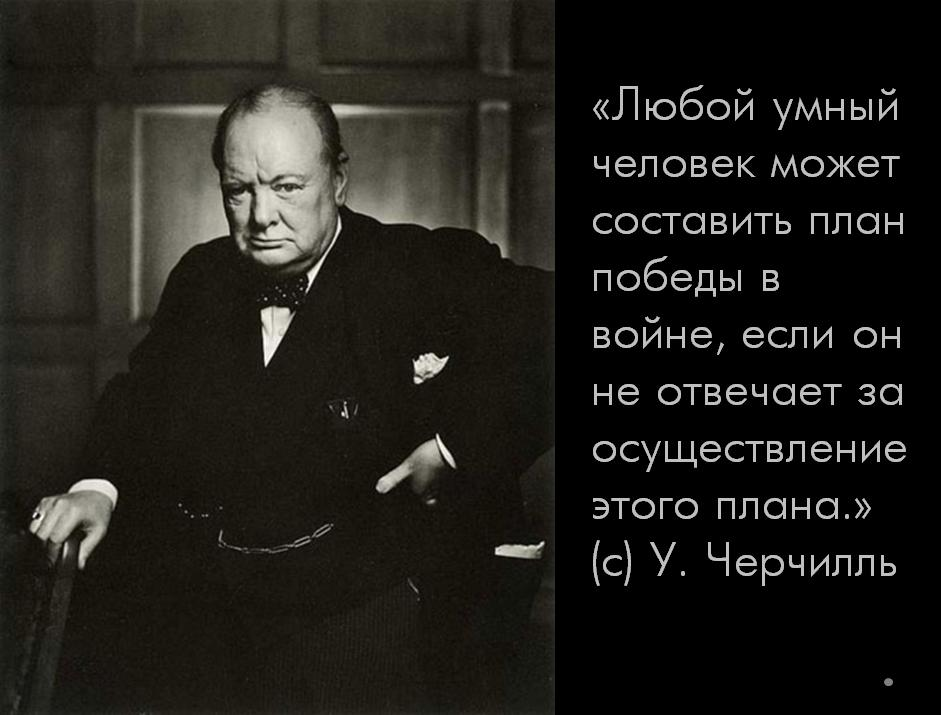 «Любой умный
человек может
составить план
победы в
войне, если он
не отвечает за
осуществление
этого плана.»
(с) У. Черчилль